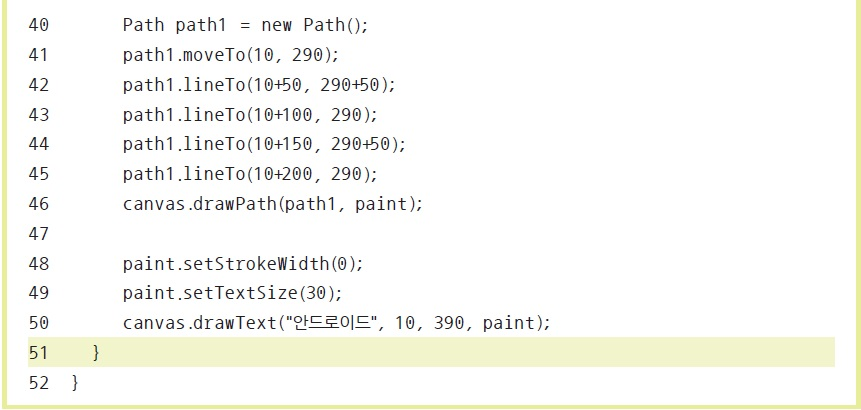 40 Path path1 = new Path();
41 path1.moveTo(10, 290);
42 path1.lineTo(10+50, 290+50);
43 path1.lineTo(10+100, 290);
44 path1.lineTo(10+150, 290+50);
45 path1.lineTo(10+200, 290);
46 canvas.drawPath(path1, paint);
47
48 paint.setStrokeWidth(0);
49 paint.setTextSize(30);
50 canvas.drawText("안드로이드", 10, 390, paint);
51 }
52 }